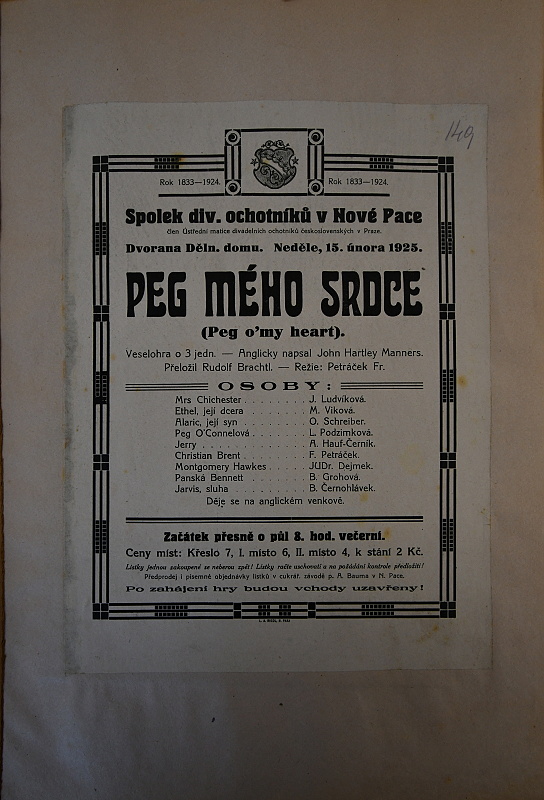 149
Rok 1833—1924.
Rok 1833—1924.
Spolek div. ochotníků v Nové Pace
člen Ústřední matice divadelních ochotníků československých v Praze.
Dvorana Děln. domu. Neděle, 15. února 1925.
PEG MÉHO SRDCE
(Peg o'my heart).
Veselohra o 3 jedn. — Anglicky napsal John Hartley Manners.
Přeložil Rudolf Brachtl. — Režie: Petráček Fr.
OSOBY:
Mrs Chichester . . . . . . . . J. Ludvíková.
Ethel, její dcera . . . . . . . M. Víková.
Alaric, její syn . . . . . . . . O. Schreiber.
Peg O'Connelová . . . . . . . L. Podzimková.
Jerry . . . . . . . . . . . . . A. Hauf-Černík.
Christian Brent . . . . . . . . F. Petráček.
Montgomery Hawkes . . . . . JUDr. Dejmek.
Panská Bennett . . . . . . . B. Grohová.
Jarvis, sluha . . . . . . . . . B. Černohlávek.
Děje se na anglickém venkově.
Začátek přesně o půl 8. hod. večerní.
Ceny míst: Křeslo 7, I. místo 6, II. místo 4, k stání 2 Kč.
Lístky jednou zakoupené se neberou zpět! Lístky račte uschovati a na požádání kontrole předložiti!
Předprodej i písemné objednávky lístků v cukrář. závodě p. A. Bauma v N. Pace.
Po zahájení hry budou vchody uzavřeny!